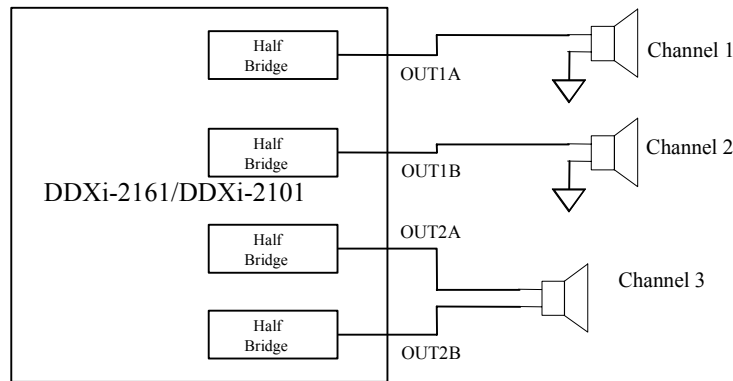 Half
Bridge
OUT1A
Channel 1
Half
Bridge
OUT1B
Channel 2
DDXi-2161/DDXi-2101
Half
Bridge
OUT2A
Channel 3
Half
Bridge
OUT2B